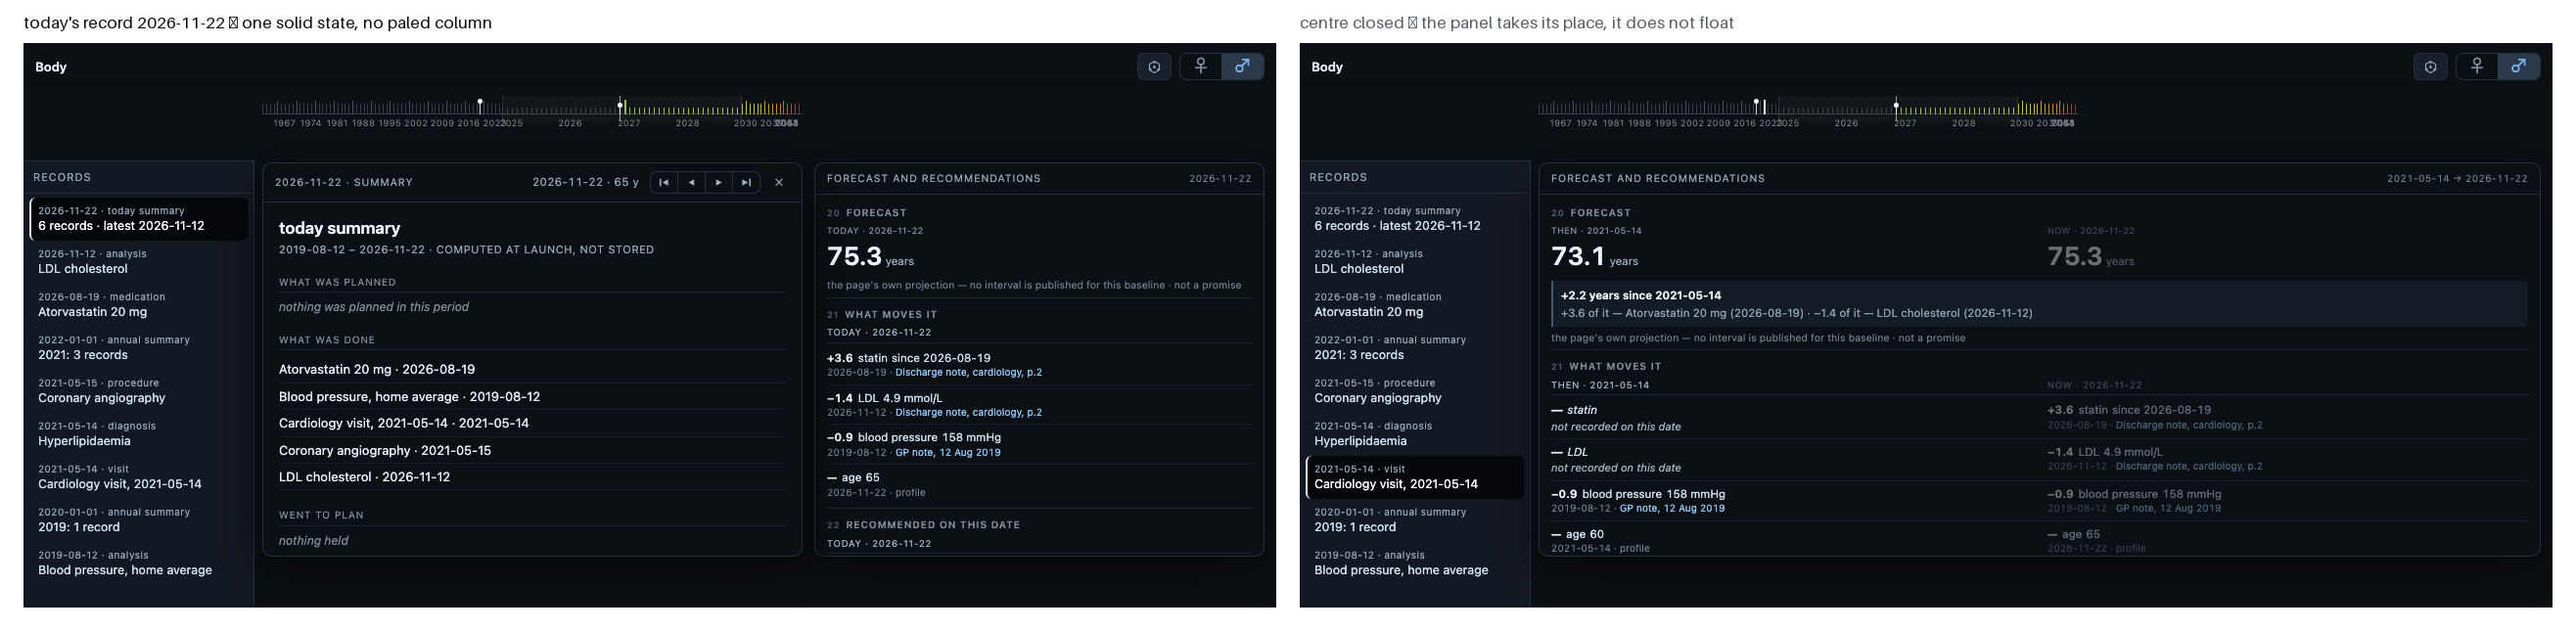 today's record 2026-11-22 one solid state, no paled column
Body
1967 1974 1981 1988 1995 2002 2009 2016 2025 2026 2027 2028 2030
RECORDS
2026-11-22 · today summary
6 records · latest 2026-11-12
2026-11-12 · analysis
LDL cholesterol
2026-08-19 · medication
Atorvastatin 20 mg
2022-01-01 · annual summary
2021: 3 records
2021-05-15 · procedure
Coronary angiography
2021-05-14 · diagnosis
Hyperlipidaemia
2021-05-14 · visit
Cardiology visit, 2021-05-14
2020-01-01 · annual summary
2019: 1 record
2019-08-12 · analysis
Blood pressure, home average
2026-11-22 · SUMMARY
2026-11-22 · 65 y
today summary
2019-08-12 – 2026-11-22 · COMPUTED AT LAUNCH, NOT STORED
WHAT WAS PLANNED
nothing was planned in this period
WHAT WAS DONE
Atorvastatin 20 mg · 2026-08-19
Blood pressure, home average · 2019-08-12
Cardiology visit, 2021-05-14 · 2021-05-14
Coronary angiography · 2021-05-15
LDL cholesterol · 2026-11-12
WENT TO PLAN
nothing held
FORECAST AND RECOMMENDATIONS 2026-11-22
20 FORECAST
TODAY · 2026-11-22
75.3 years
the page's own projection — no interval is published for this baseline · not a promise
21 WHAT MOVES IT
TODAY · 2026-11-22
+3.6 statin since 2026-08-19
2026-08-19 · Discharge note, cardiology, p.2
−1.4 LDL 4.9 mmol/L
2026-11-12 · Discharge note, cardiology, p.2
−0.9 blood pressure 158 mmHg
2019-08-12 · GP note, 12 Aug 2019
— age 65
2026-11-22 · profile
22 RECOMMENDED ON THIS DATE
TODAY · 2026-11-22
centre closed the panel takes its place, it does not float
Body
1967 1974 1981 1988 1995 2002 2009 2016 2025 2026 2027 2028 2030
RECORDS
2026-11-22 · today summary
6 records · latest 2026-11-12
2026-11-12 · analysis
LDL cholesterol
2026-08-19 · medication
Atorvastatin 20 mg
2022-01-01 · annual summary
2021: 3 records
2021-05-15 · procedure
Coronary angiography
2021-05-14 · diagnosis
Hyperlipidaemia
2021-05-14 · visit
Cardiology visit, 2021-05-14
2020-01-01 · annual summary
2019: 1 record
2019-08-12 · analysis
Blood pressure, home average
FORECAST AND RECOMMENDATIONS 2021-05-14 → 2026-11-22
20 FORECAST
THEN · 2021-05-14 NOW · 2026-11-22
73.1 years 75.3 years
+2.2 years since 2021-05-14
+3.6 of it — Atorvastatin 20 mg (2026-08-19) · −1.4 of it — LDL cholesterol (2026-11-12)
the page's own projection — no interval is published for this baseline · not a promise
21 WHAT MOVES IT
THEN · 2021-05-14 NOW · 2026-11-22
— statin +3.6 statin since 2026-08-19
not recorded on this date 2026-08-19 · Discharge note, cardiology, p.2
— LDL −1.4 LDL 4.9 mmol/L
not recorded on this date 2026-11-12 · Discharge note, cardiology, p.2
−0.9 blood pressure 158 mmHg −0.9 blood pressure 158 mmHg
2019-08-12 · GP note, 12 Aug 2019 2019-08-12 · GP note, 12 Aug 2019
— age 60 — age 65
2021-05-14 · profile 2026-11-22 · profile